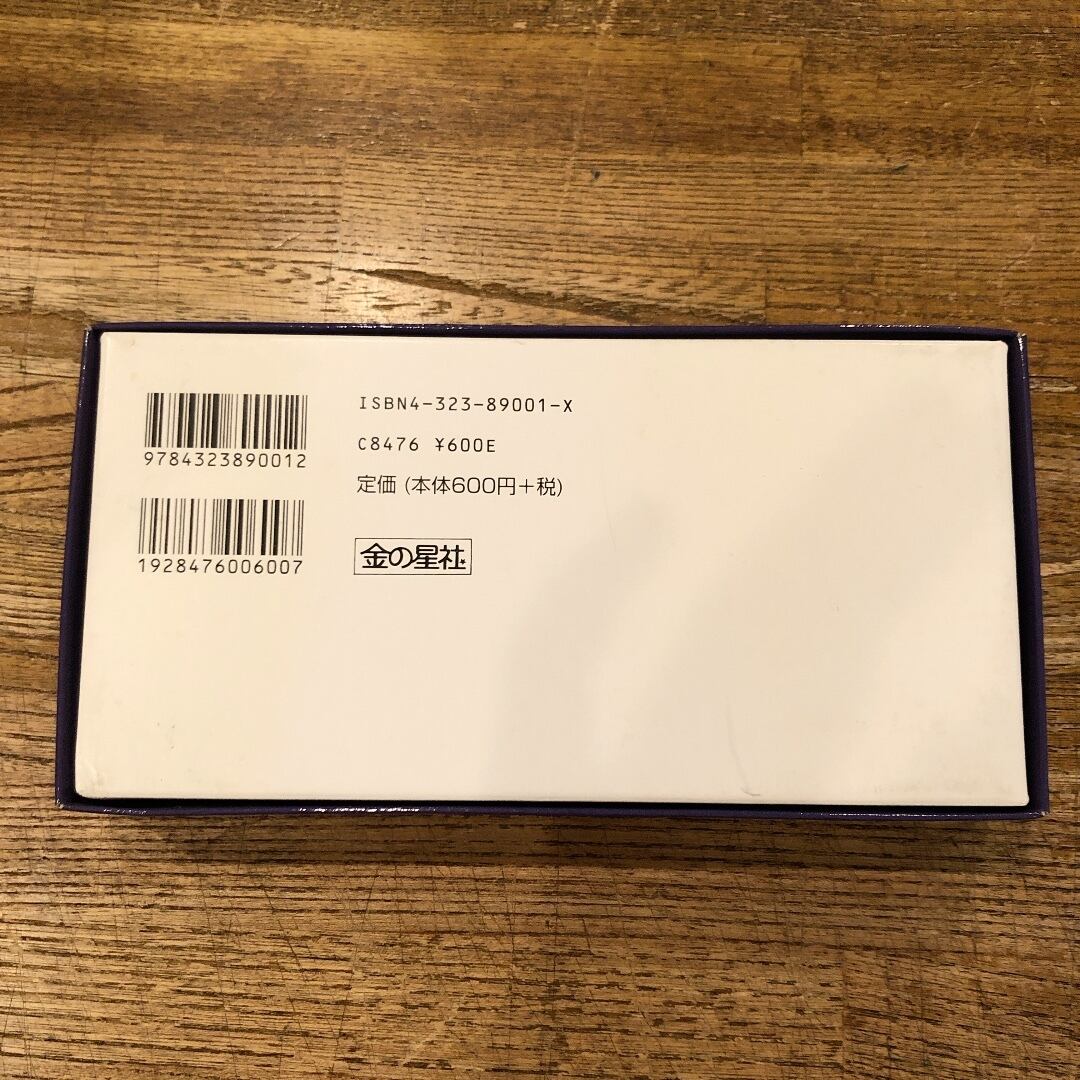 9784323890012
1928476006007
ISBN4-323-89001-X
C8476 ¥600E
定価 (本体600円+税)
金の星社